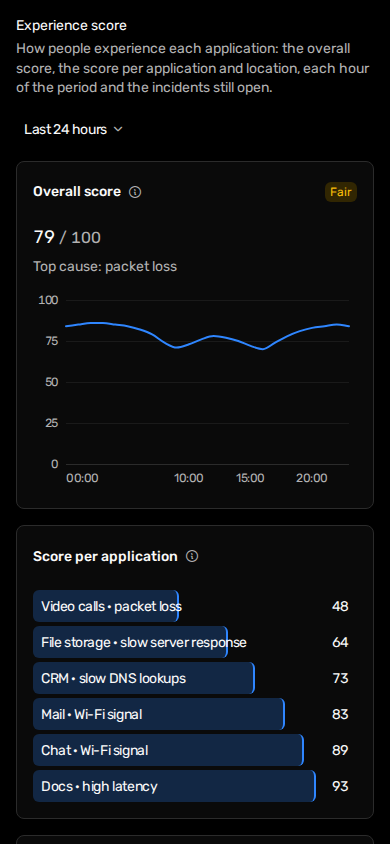 Experience score
How people experience each application: the overall
score, the score per application and location, each hour
of the period and the incidents still open.
Last 24 hours
Overall score
Fair
79 / 100
Top cause: packet loss
100
75
50
25
0
00:00 10:00 15:00 20:00
Score per application
Video calls • packet loss 48
File storage • slow server response 64
CRM • slow DNS lookups 73
Mail • Wi-Fi signal 83
Chat • Wi-Fi signal 89
Docs • high latency 93